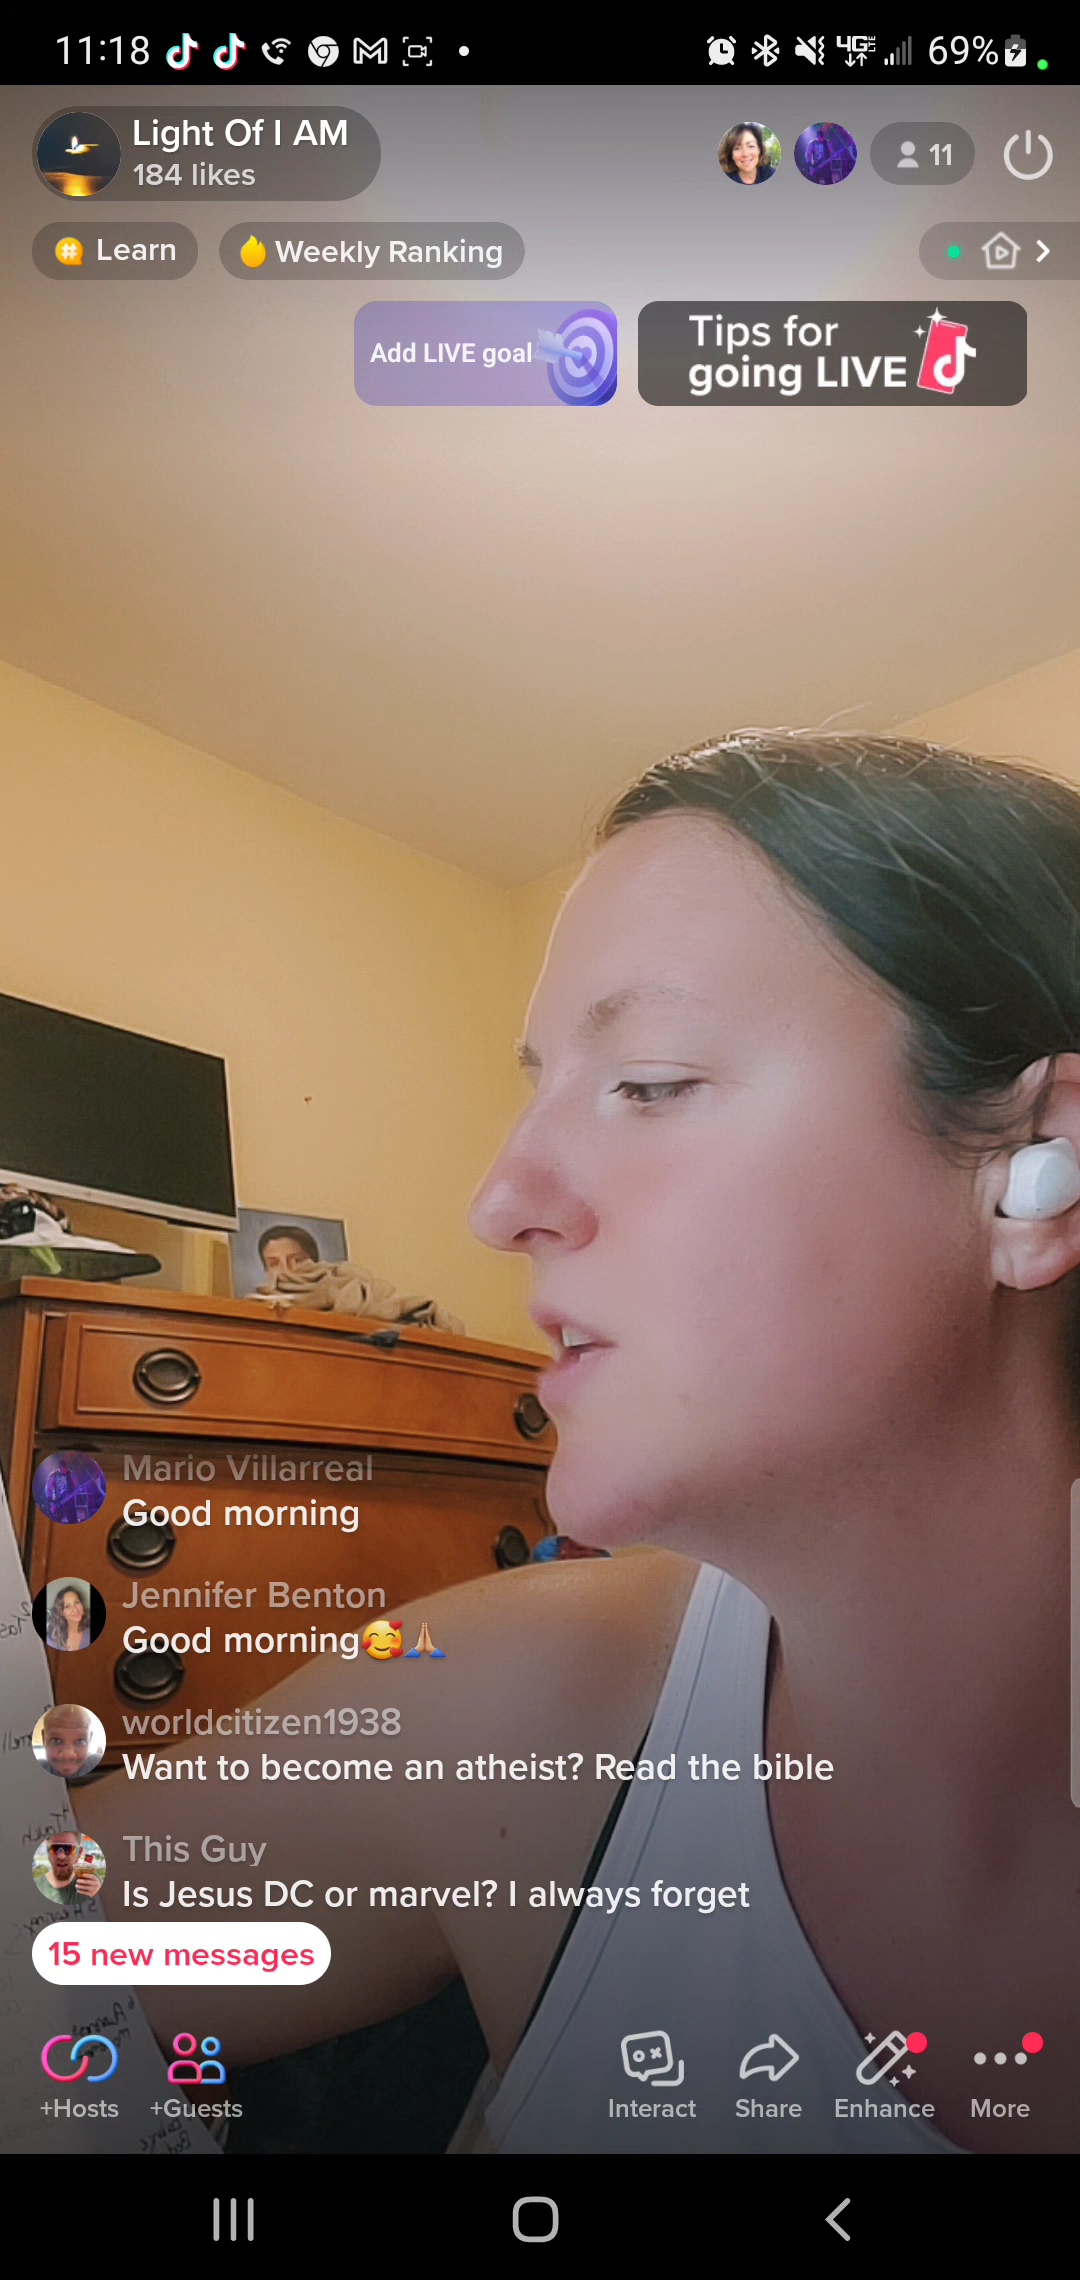 11:18
4G LTE
69%
Light Of I AM
184 likes
11
Learn
Weekly Ranking
Add LIVE goal
Tips for
going LIVE
Mario Villarreal
Good morning
Jennifer Benton
Good morning🥰🙏🏼
worldcitizen1938
Want to become an atheist? Read the bible
This Guy
Is Jesus DC or marvel? I always forget
15 new messages
+Hosts
+Guests
Interact
Share
Enhance
More